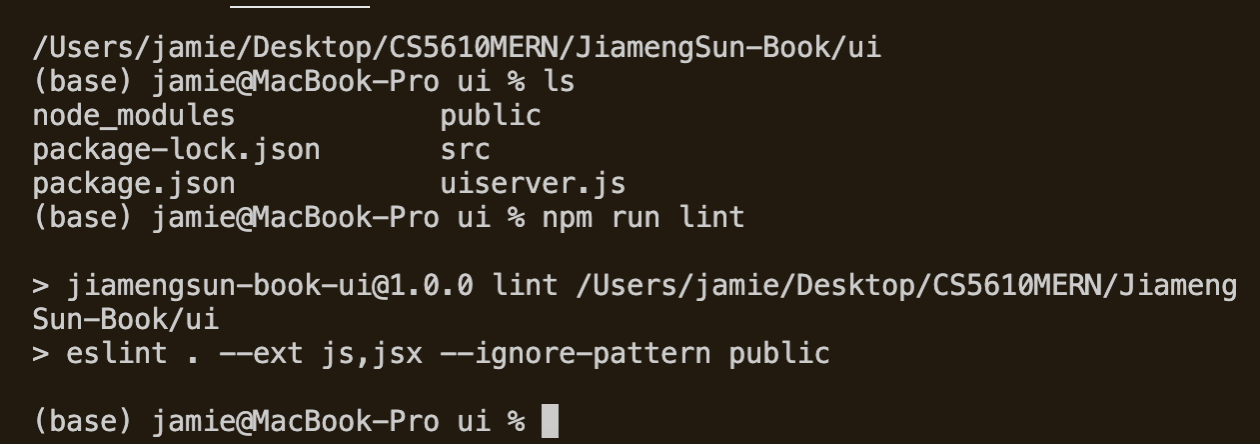 /Users/jamie/Desktop/CS5610MERN/JiamengSun-Book/ui
(base) jamie@MacBook-Pro ui % ls
node_modules public
package-lock.json src
package.json uiserver.js
(base) jamie@MacBook-Pro ui % npm run lint
> jiamengsun-book-ui@1.0.0 lint /Users/jamie/Desktop/CS5610MERN/Jiameng
Sun-Book/ui
> eslint . --ext js,jsx --ignore-pattern public
(base) jamie@MacBook-Pro ui %